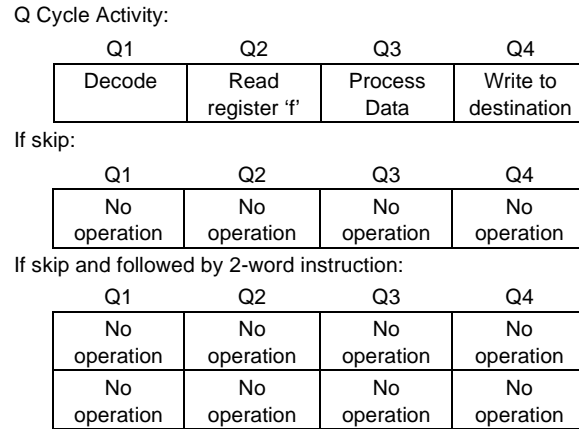 Q Cycle Activity:
Q1 Q2 Q3 Q4
Decode Read Process Write to
register ‘f’ Data destination
If skip:
Q1 Q2 Q3 Q4
No No No No
operation operation operation operation
If skip and followed by 2-word instruction:
Q1 Q2 Q3 Q4
No No No No
operation operation operation operation
No No No No
operation operation operation operation